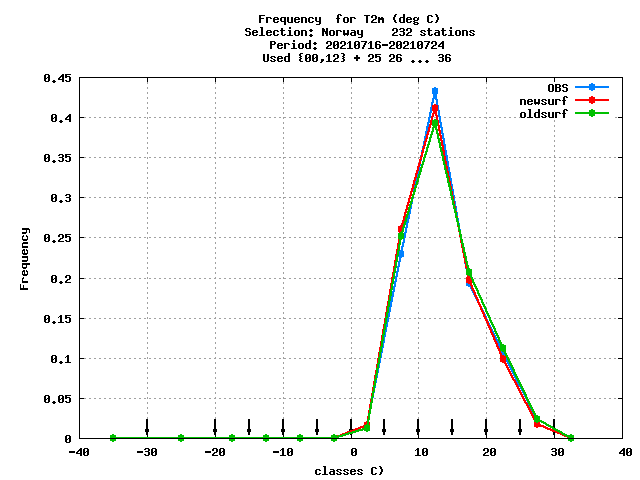 Frequency  for T2m (deg C)
Selection: Norway    232 stations
Period: 20210716-20210724
Used {00,12} + 25 26 ... 36
OBS
newsurf
oldsurf
0.45
0.4
0.35
0.3
0.25
0.2
0.15
0.1
0.05
0
Frequency
-40 -30 -20 -10 0 10 20 30 40
classes C)